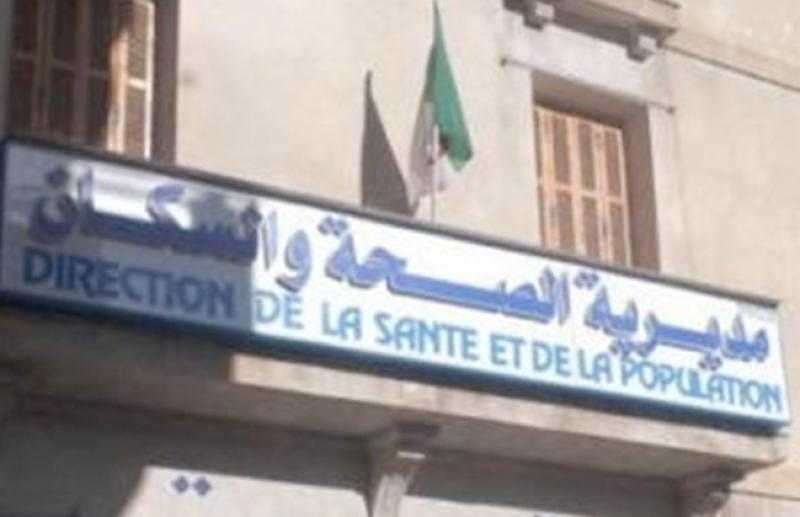 مديرية الصحة والسكان
DIRECTION DE LA SANTE ET DE LA POPULATION